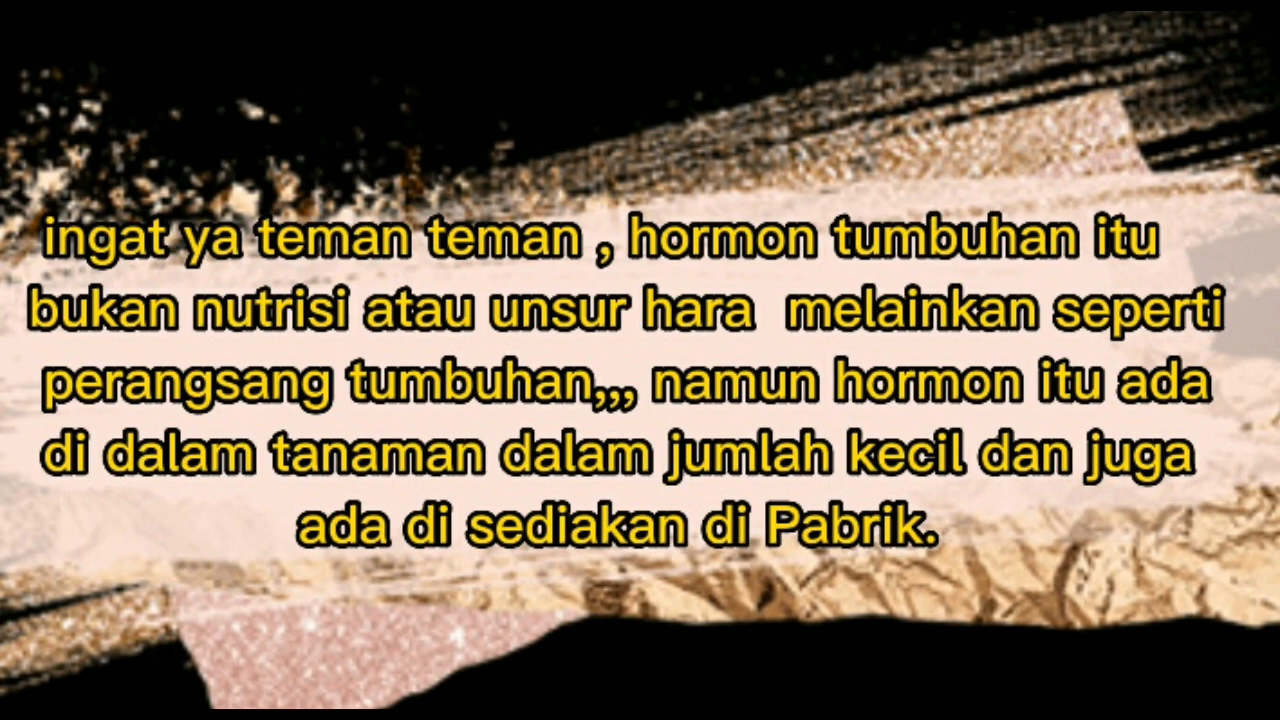 ingat ya teman teman , hormon tumbuhan itu
bukan nutrisi atau unsur hara  melainkan seperti
perangsang tumbuhan,,, namun hormon itu ada
di dalam tanaman dalam jumlah kecil dan juga
ada di sediakan di Pabrik.